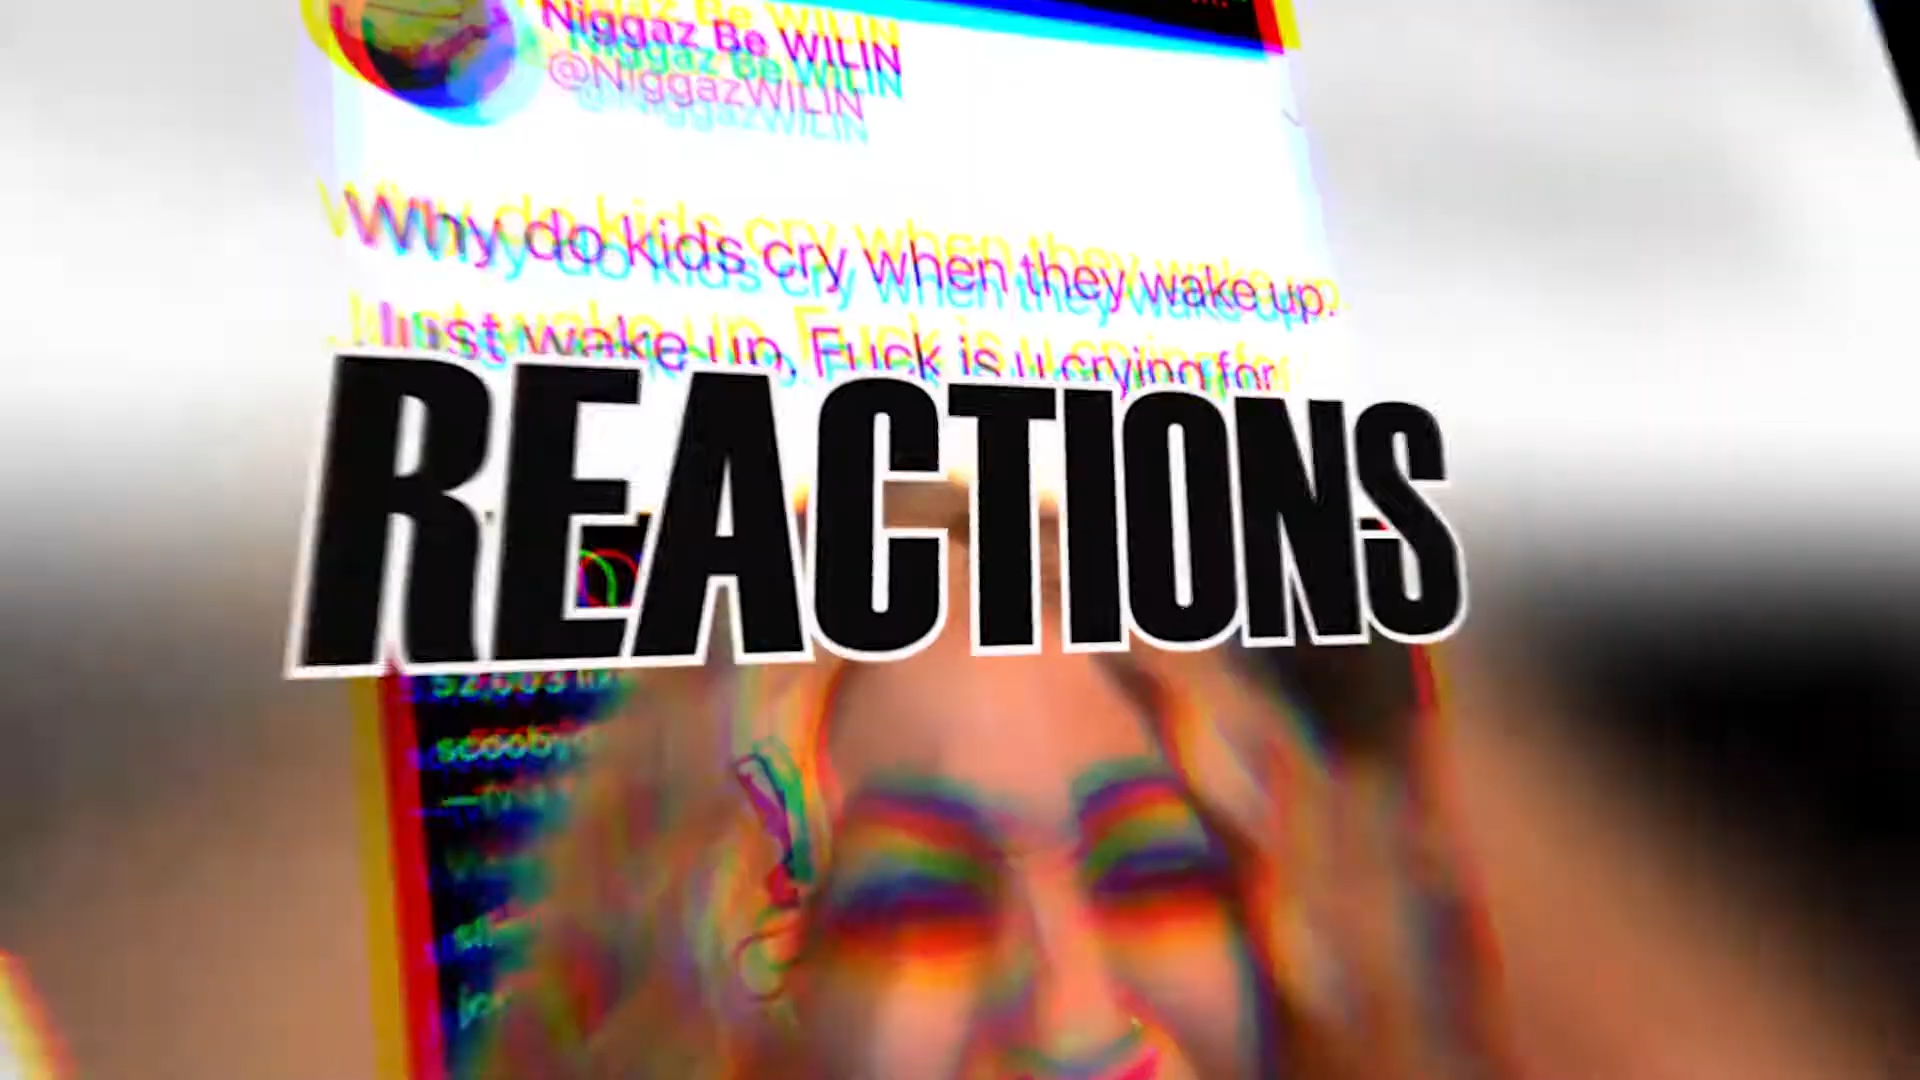 Niggaz Be WILIN
@NiggazWILIN
Why do kids cry when they wake up.
Just wake up. Fuck is u crying for
REACTIONS